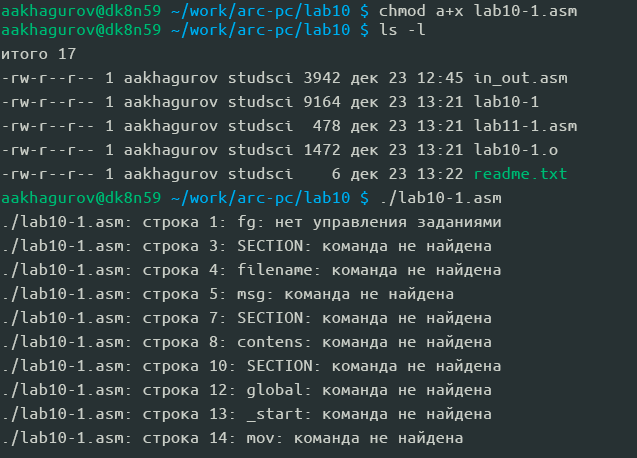 aakhagurov@dk8n59 ~/work/arc-pc/lab10 $ chmod a+x lab10-1.asm
aakhagurov@dk8n59 ~/work/arc-pc/lab10 $ ls -l
итого 17
-rw-r--r-- 1 aakhagurov studsci 3942 дек 23 12:45 in_out.asm
-rw-r--r-- 1 aakhagurov studsci 9164 дек 23 13:21 lab10-1
-rw-r--r-- 1 aakhagurov studsci  478 дек 23 13:21 lab11-1.asm
-rw-r--r-- 1 aakhagurov studsci 1472 дек 23 13:21 lab10-1.o
-rw-r--r-- 1 aakhagurov studsci    6 дек 23 13:22 readme.txt
aakhagurov@dk8n59 ~/work/arc-pc/lab10 $ ./lab10-1.asm
./lab10-1.asm: строка 1: fg: нет управления заданиями
./lab10-1.asm: строка 3: SECTION: команда не найдена
./lab10-1.asm: строка 4: filename: команда не найдена
./lab10-1.asm: строка 5: msg: команда не найдена
./lab10-1.asm: строка 7: SECTION: команда не найдена
./lab10-1.asm: строка 8: contens: команда не найдена
./lab10-1.asm: строка 10: SECTION: команда не найдена
./lab10-1.asm: строка 12: global: команда не найдена
./lab10-1.asm: строка 13: _start: команда не найдена
./lab10-1.asm: строка 14: mov: команда не найдена